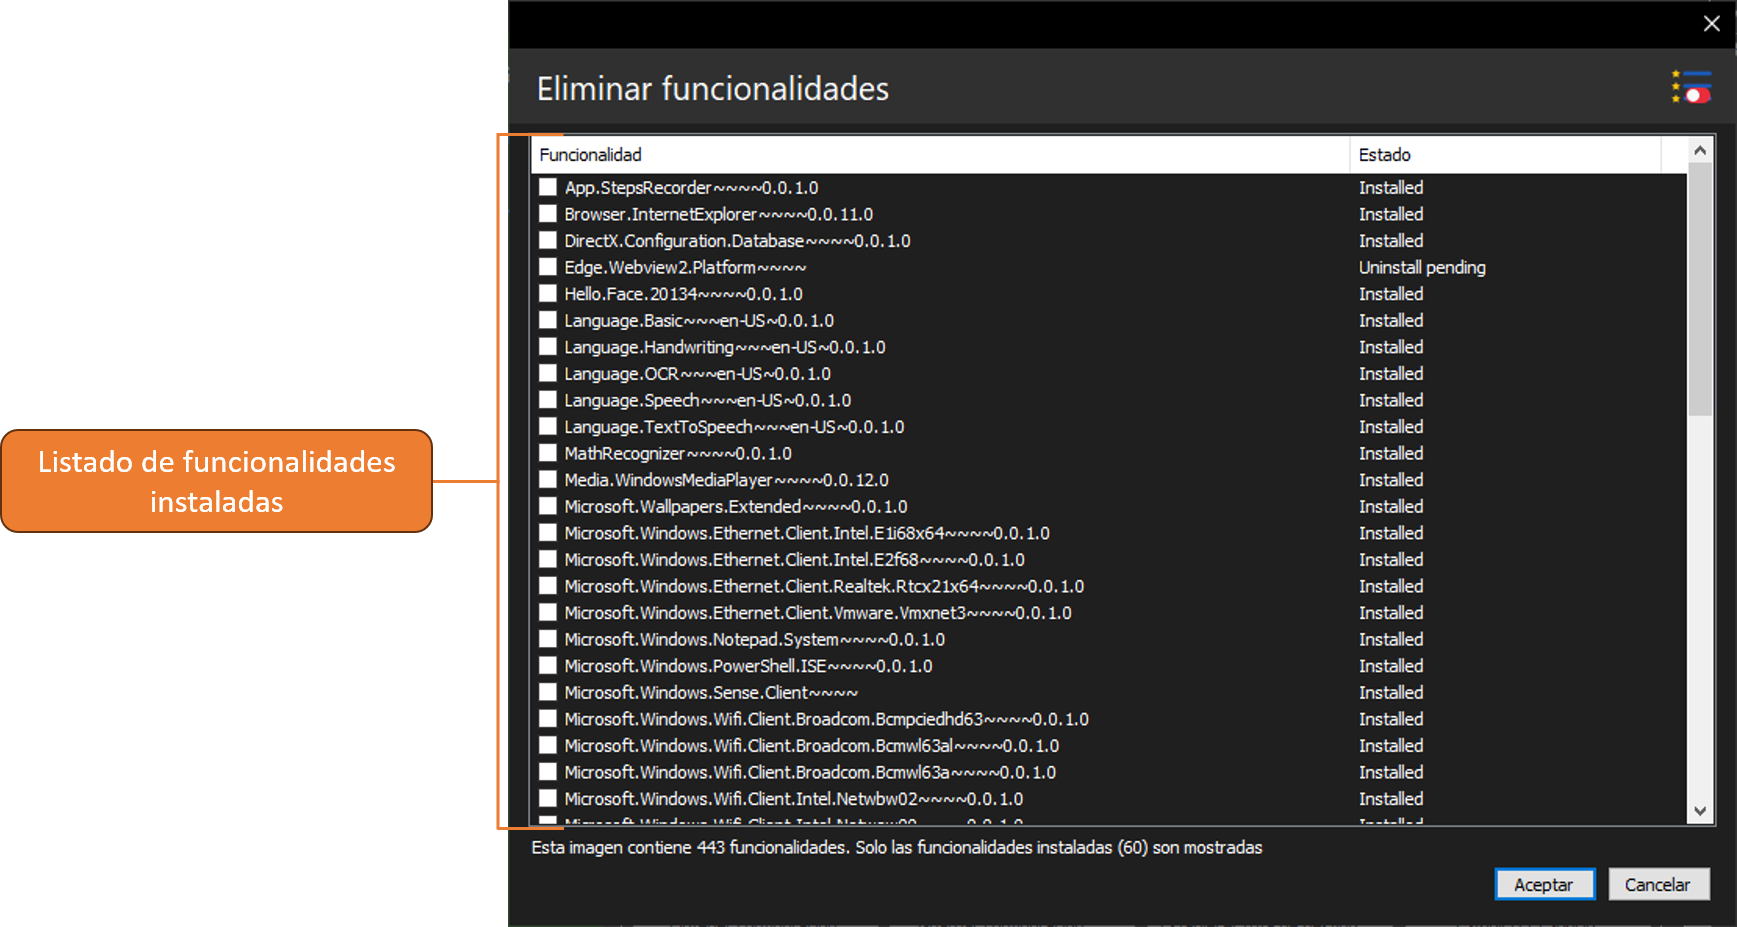 Eliminar funcionalidades
Funcionalidad Estado
App.StepsRecorder~~~~0.0.1.0 Installed
Browser.InternetExplorer~~~~0.0.11.0 Installed
DirectX.Configuration.Database~~~~0.0.1.0 Installed
Edge.Webview2.Platform~~~~ Uninstall pending
Hello.Face.20134~~~~0.0.1.0 Installed
Language.Basic~~~en-US~0.0.1.0 Installed
Language.Handwriting~~~en-US~0.0.1.0 Installed
Language.OCR~~~en-US~0.0.1.0 Installed
Language.Speech~~~en-US~0.0.1.0 Installed
Language.TextToSpeech~~~en-US~0.0.1.0 Installed
MathRecognizer~~~~0.0.1.0 Installed
Media.WindowsMediaPlayer~~~~0.0.12.0 Installed
Microsoft.Wallpapers.Extended~~~~0.0.1.0 Installed
Microsoft.Windows.Ethernet.Client.Intel.E1i68x64~~~~0.0.1.0 Installed
Microsoft.Windows.Ethernet.Client.Intel.E2f68~~~~0.0.1.0 Installed
Microsoft.Windows.Ethernet.Client.Realtek.Rtcx21x64~~~~0.0.1.0 Installed
Microsoft.Windows.Ethernet.Client.Vmware.Vmxnet3~~~~0.0.1.0 Installed
Microsoft.Windows.Notepad.System~~~~0.0.1.0 Installed
Microsoft.Windows.PowerShell.ISE~~~~0.0.1.0 Installed
Microsoft.Windows.Sense.Client~~~~ Installed
Microsoft.Windows.Wifi.Client.Broadcom.Bcmpciedhd63~~~~0.0.1.0 Installed
Microsoft.Windows.Wifi.Client.Broadcom.Bcmwl63al~~~~0.0.1.0 Installed
Microsoft.Windows.Wifi.Client.Broadcom.Bcmwl63a~~~~0.0.1.0 Installed
Microsoft.Windows.Wifi.Client.Intel.Netwbw02~~~~0.0.1.0 Installed
Esta imagen contiene 443 funcionalidades. Solo las funcionalidades instaladas (60) son mostradas
Aceptar Cancelar
Listado de funcionalidades
instaladas